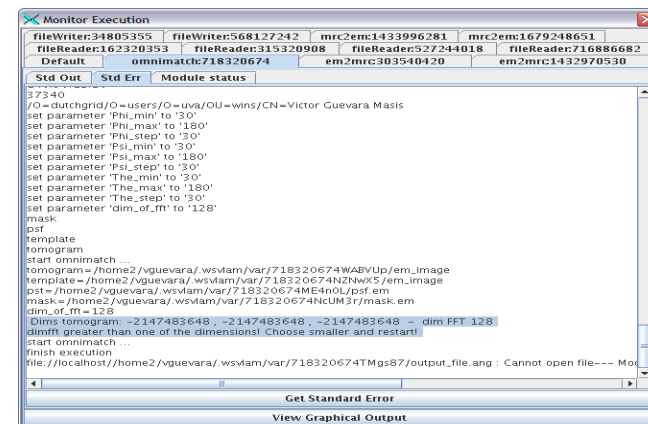 Monitor Execution
fileWriter:34805355 fileWriter:568127242 mrc2em:1433996281 mrc2em:1679248651
fileReader:162320353 fileReader:315320908 fileReader:527244018 fileReader:716886682
Default omnimatch:718320674 em2mrc:303540420 em2mrc:1432970530
Std Out Std Err Module status
37340
/O=dutchgrid/O=users/O=uva/OU=wins/CN=Victor Guevara Masis
set parameter 'Phi_min' to '30'
set parameter 'Phi_max' to '180'
set parameter 'Phi_step' to '30'
set parameter 'Psi_min' to '30'
set parameter 'Psi_max' to '180'
set parameter 'Psi_step' to '30'
set parameter 'The_min' to '30'
set parameter 'The_max' to '180'
set parameter 'The_step' to '30'
set parameter 'dim_of_fft' to '128'
mask
psf
template
tomogram
start omnimatch ...
tomogram=/home2/vguevara/.wsvlam/var/718320674WABVUp/em_image
template=/home2/vguevara/.wsvlam/var/718320674NZNwX5/em_image
pst=/home2/vguevara/.wsvlam/var/718320674ME4n0L/psf.em
mask=/home2/vguevara/.wsvlam/var/718320674NcUM3r/mask.em
dim_of_fft=128
Dims tomogram: -2147483648 , -2147483648 , -2147483648 - dim FFT 128
dimfft greater than one of the dimensions! Choose smaller and restart!
start omnimatch ...
finish execution
file://localhost//home2/vguevara/.wsvlam/var/718320674TMgs87/output_file.ang : Cannot open file--- Mo
Get Standard Error
View Graphical Output